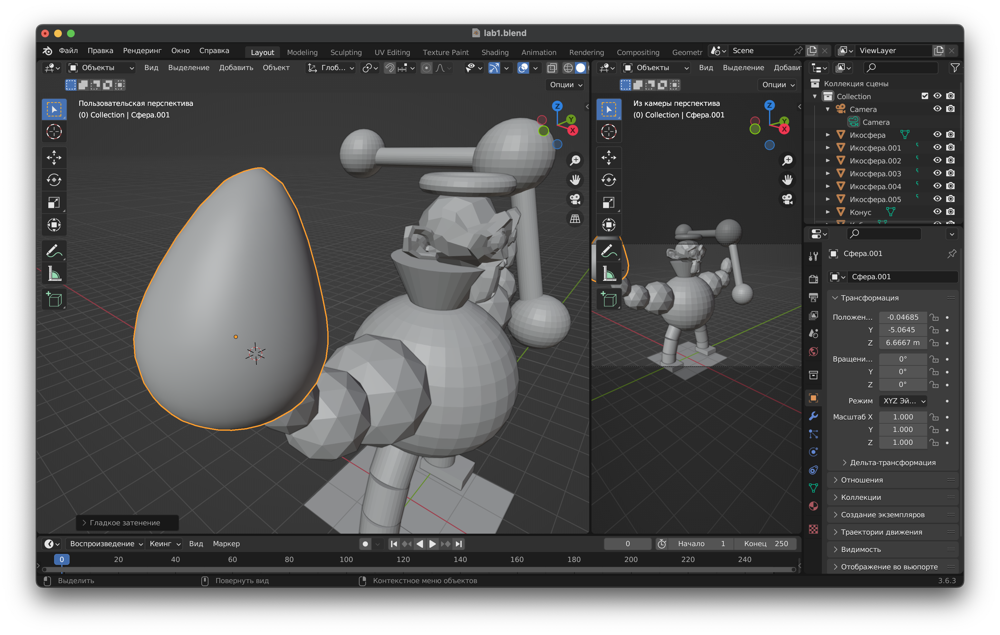 lab1.blend
Файл Правка Рендеринг Окно Справка Layout Modeling Sculpting UV Editing Texture Paint Shading Animation Rendering Compositing Geometr Scene ViewLayer
Объекты Вид Выделение Добавить Объект Глоб...
Опции
Пользовательская перспектива
(0) Collection | Сфера.001
Z
Y
X
Гладкое затенение
Объекты Вид Выделение Добави
Опции
Из камеры перспектива
(0) Collection | Сфера.001
Z
Y
X
Коллекция сцены
Collection
Camera
Camera
Икосфера
Икосфера.001
Икосфера.002
Икосфера.003
Икосфера.004
Икосфера.005
Конус
Сфера.001
Сфера.001
Трансформация
Положен... -0.04685
Y -5.0645
Z 6.6667 m
Вращени... 0°
Y 0°
Z 0°
Режим XYZ Эй...
Масштаб X 1.000
Y 1.000
Z 1.000
Дельта-трансформация
Отношения
Коллекции
Создание экземпляров
Траектории движения
Видимость
Отображение во вьюпорте
Воспроизведение Кеинг Вид Маркер 0 Начало 1 Конец 250
0 20 40 60 80 100 120 140 160 180 200 220 240
Выделить Повернуть вид Контекстное меню объектов 3.6.3